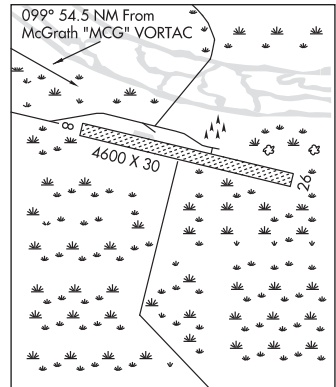 099° 54.5 NM From
McGrath "MCG" VORTAC
8
4600 X 30
26